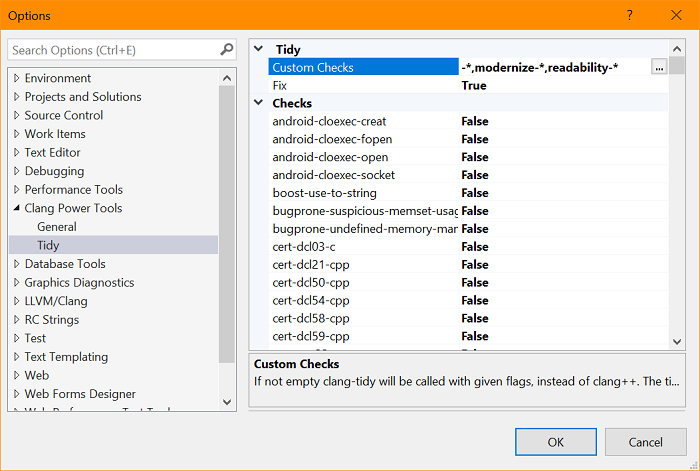 Options
?
Search Options (Ctrl+E)
Environment
Projects and Solutions
Source Control
Work Items
Text Editor
Debugging
Performance Tools
Clang Power Tools
General
Tidy
Database Tools
Graphics Diagnostics
LLVM/Clang
RC Strings
Test
Text Templating
Web
Web Forms Designer
Tidy
Custom Checks -*,modernize-*,readability-* ...
Fix True
Checks
android-cloexec-creat False
android-cloexec-fopen False
android-cloexec-open False
android-cloexec-socket False
boost-use-to-string False
bugprone-suspicious-memset-usag False
bugprone-undefined-memory-mar False
cert-dcl03-c False
cert-dcl21-cpp False
cert-dcl50-cpp False
cert-dcl54-cpp False
cert-dcl58-cpp False
cert-dcl59-cpp False
Custom Checks
If not empty clang-tidy will be called with given flags, instead of clang++. The ti...
OK Cancel